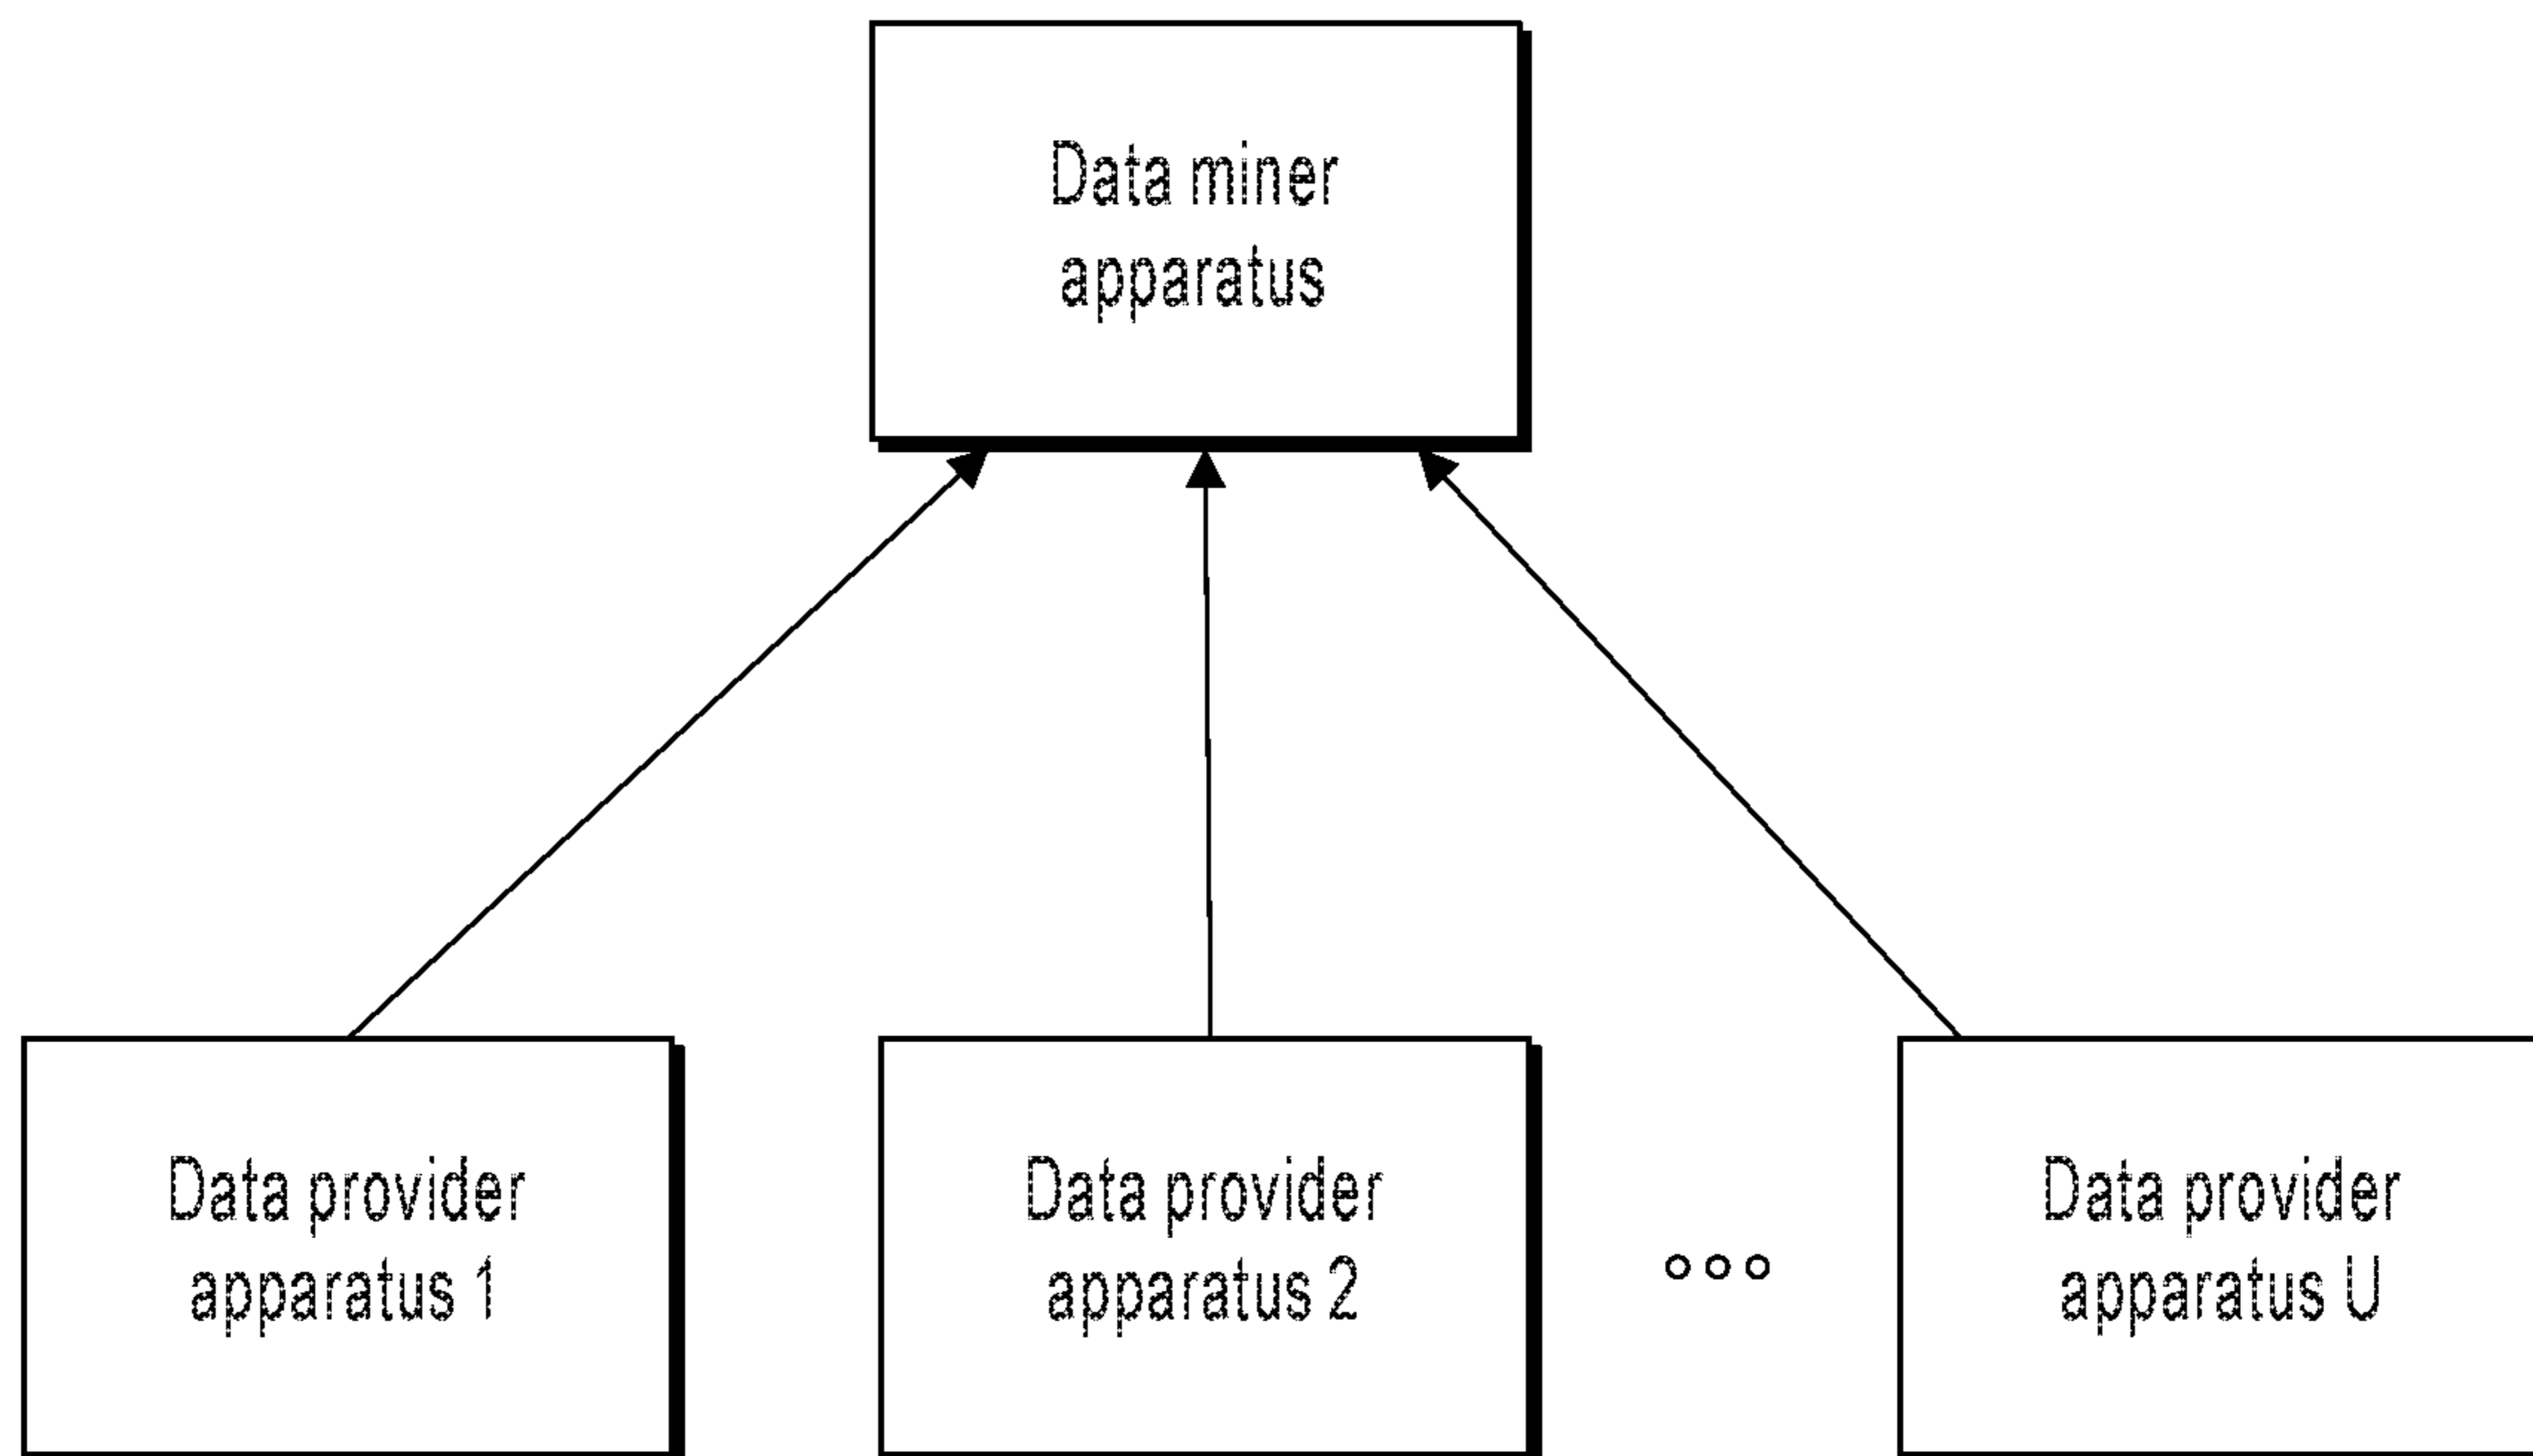 Data miner
apparatus
Data provider
apparatus 1
Data provider
apparatus 2
Data provider
apparatus U